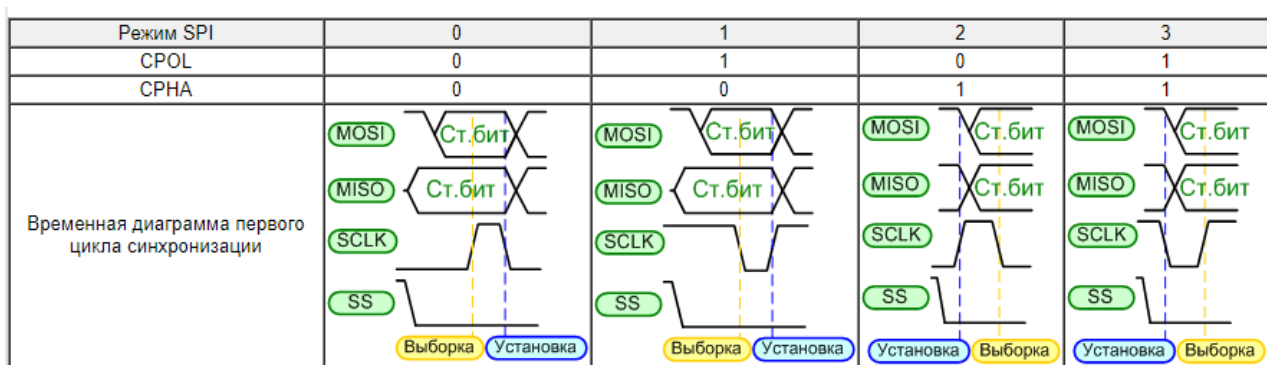 Режим SPI 0 1 2 3
CPOL 0 1 0 1
CPHA 0 0 1 1
Временная диаграмма первого
цикла синхронизации
MOSI Ст.бит
MISO Ст.бит
SCLK
SS
Выборка Установка
MOSI Ст.бит
MISO Ст.бит
SCLK
SS
Выборка Установка
MOSI Ст.бит
MISO Ст.бит
SCLK
SS
Установка Выборка
MOSI Ст.бит
MISO Ст.бит
SCLK
SS
Установка Выборка